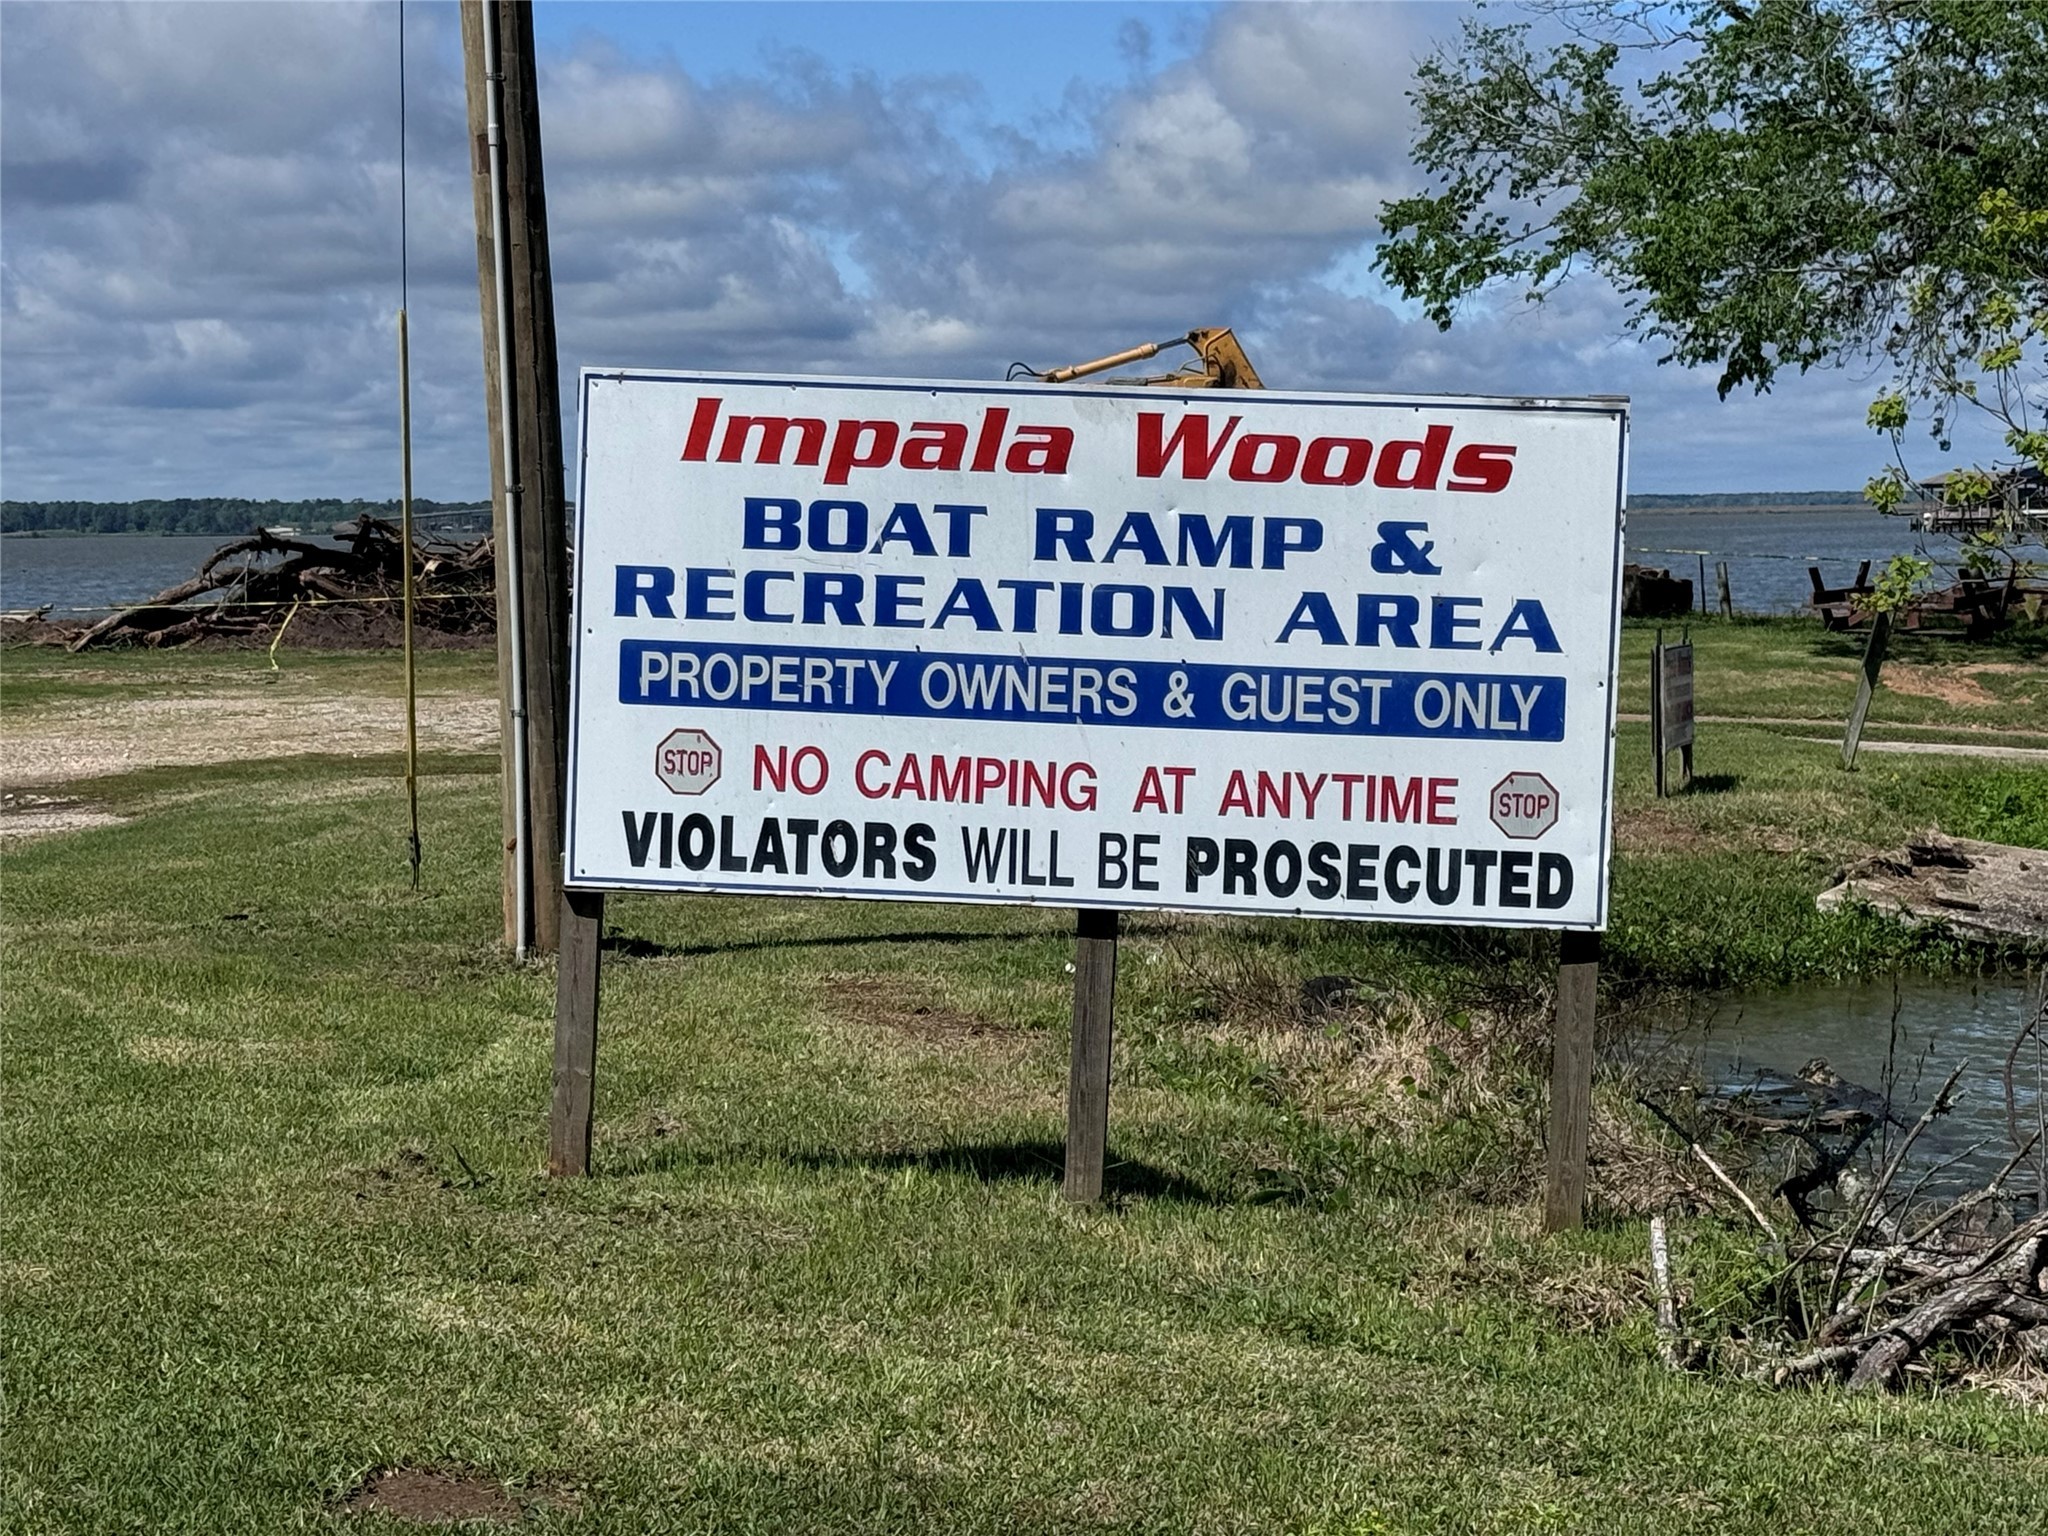 Impala Woods
BOAT RAMP &
RECREATION AREA
PROPERTY OWNERS & GUEST ONLY
STOP NO CAMPING AT ANYTIME STOP
VIOLATORS WILL BE PROSECUTED